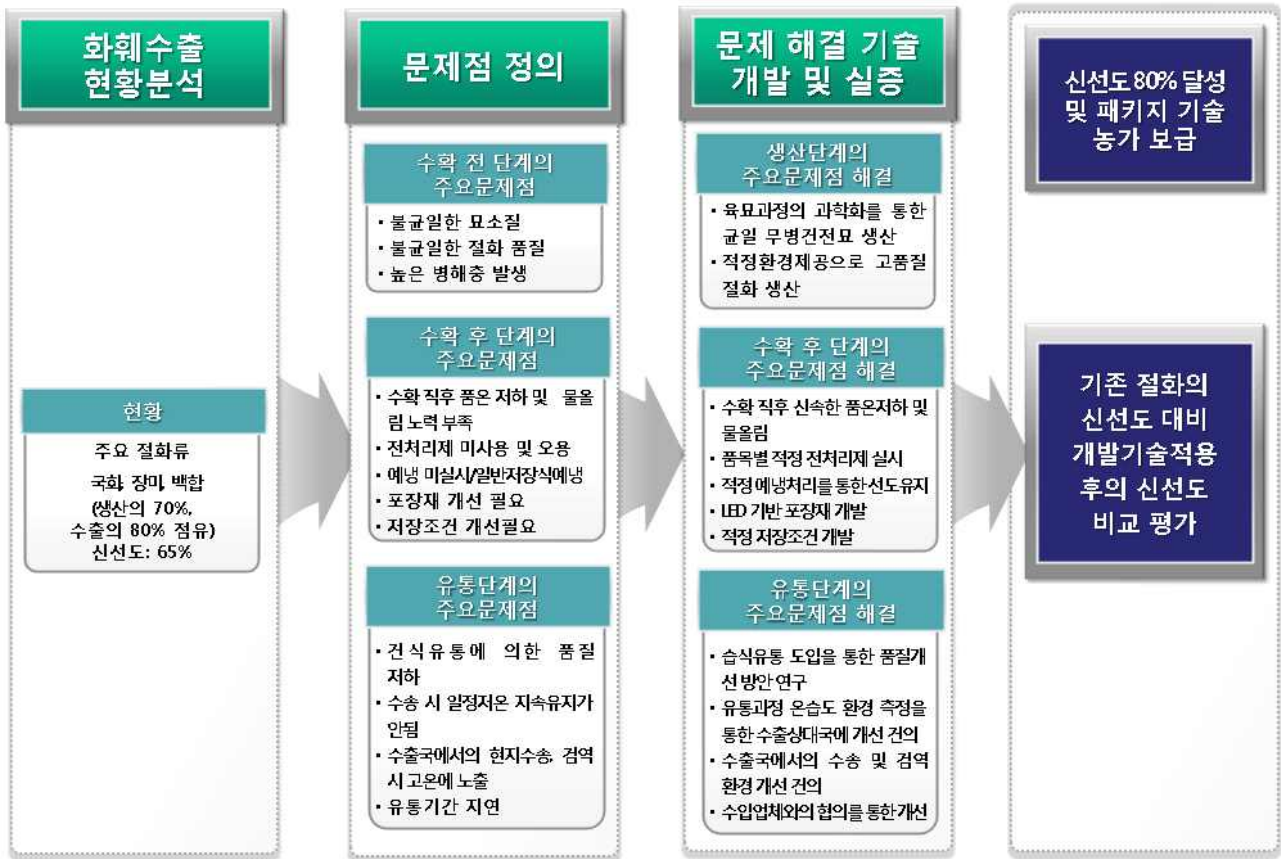 화훼수출
현황분석
현황
주요 절화류
국화, 장미, 백합
(생산의 70%,
수출의 80% 점유)
신선도: 65%
문제점 정의
수확 전 단계의
주요문제점
· 불균일한 묘소질
· 불균일한 절화 품질
· 높은 병해충 발생
수확 후 단계의
주요문제점
· 수확 직후 품온 저하 및 물올
림 노력 부족
· 전처리제 미사용 및 오용
· 예냉 미실시/일반저장식예냉
· 포장재 개선 필요
· 저장조건 개선필요
유통단계의
주요문제점
· 건식유통에 의한 품질
저하
· 수송 시 일정저온 지속유지가
안됨
· 수출국에서의 현지수송, 검역
시 고온에 노출
· 유통기간 지연
문제 해결 기술
개발 및 실증
생산단계의
주요문제점 해결
· 육묘과정의 과학화를 통한
균일 무병건전묘 생산
· 적정환경제공으로 고품질
절화 생산
수확 후 단계의
주요문제점 해결
· 수확 직후 신속한 품온저하 및
물올림
· 품목별 적정 전처리제 실시
· 적정 예냉처리를 통한 선도유지
· LED 기반 포장재 개발
· 적정 저장조건 개발
유통단계의
주요문제점 해결
· 습식유통 도입을 통한 품질개
선 방안 연구
· 유통과정 온습도 환경 측정을
통한 수출상대국에 개선 건의
· 수출국에서의 수송 및 검역
환경 개선 건의
· 수입업체와의 협의를 통한 개선
신선도 80% 달성
및 패키지 기술
농가 보급
기존 절화의
신선도 대비
개발기술적용
후의 신선도
비교 평가